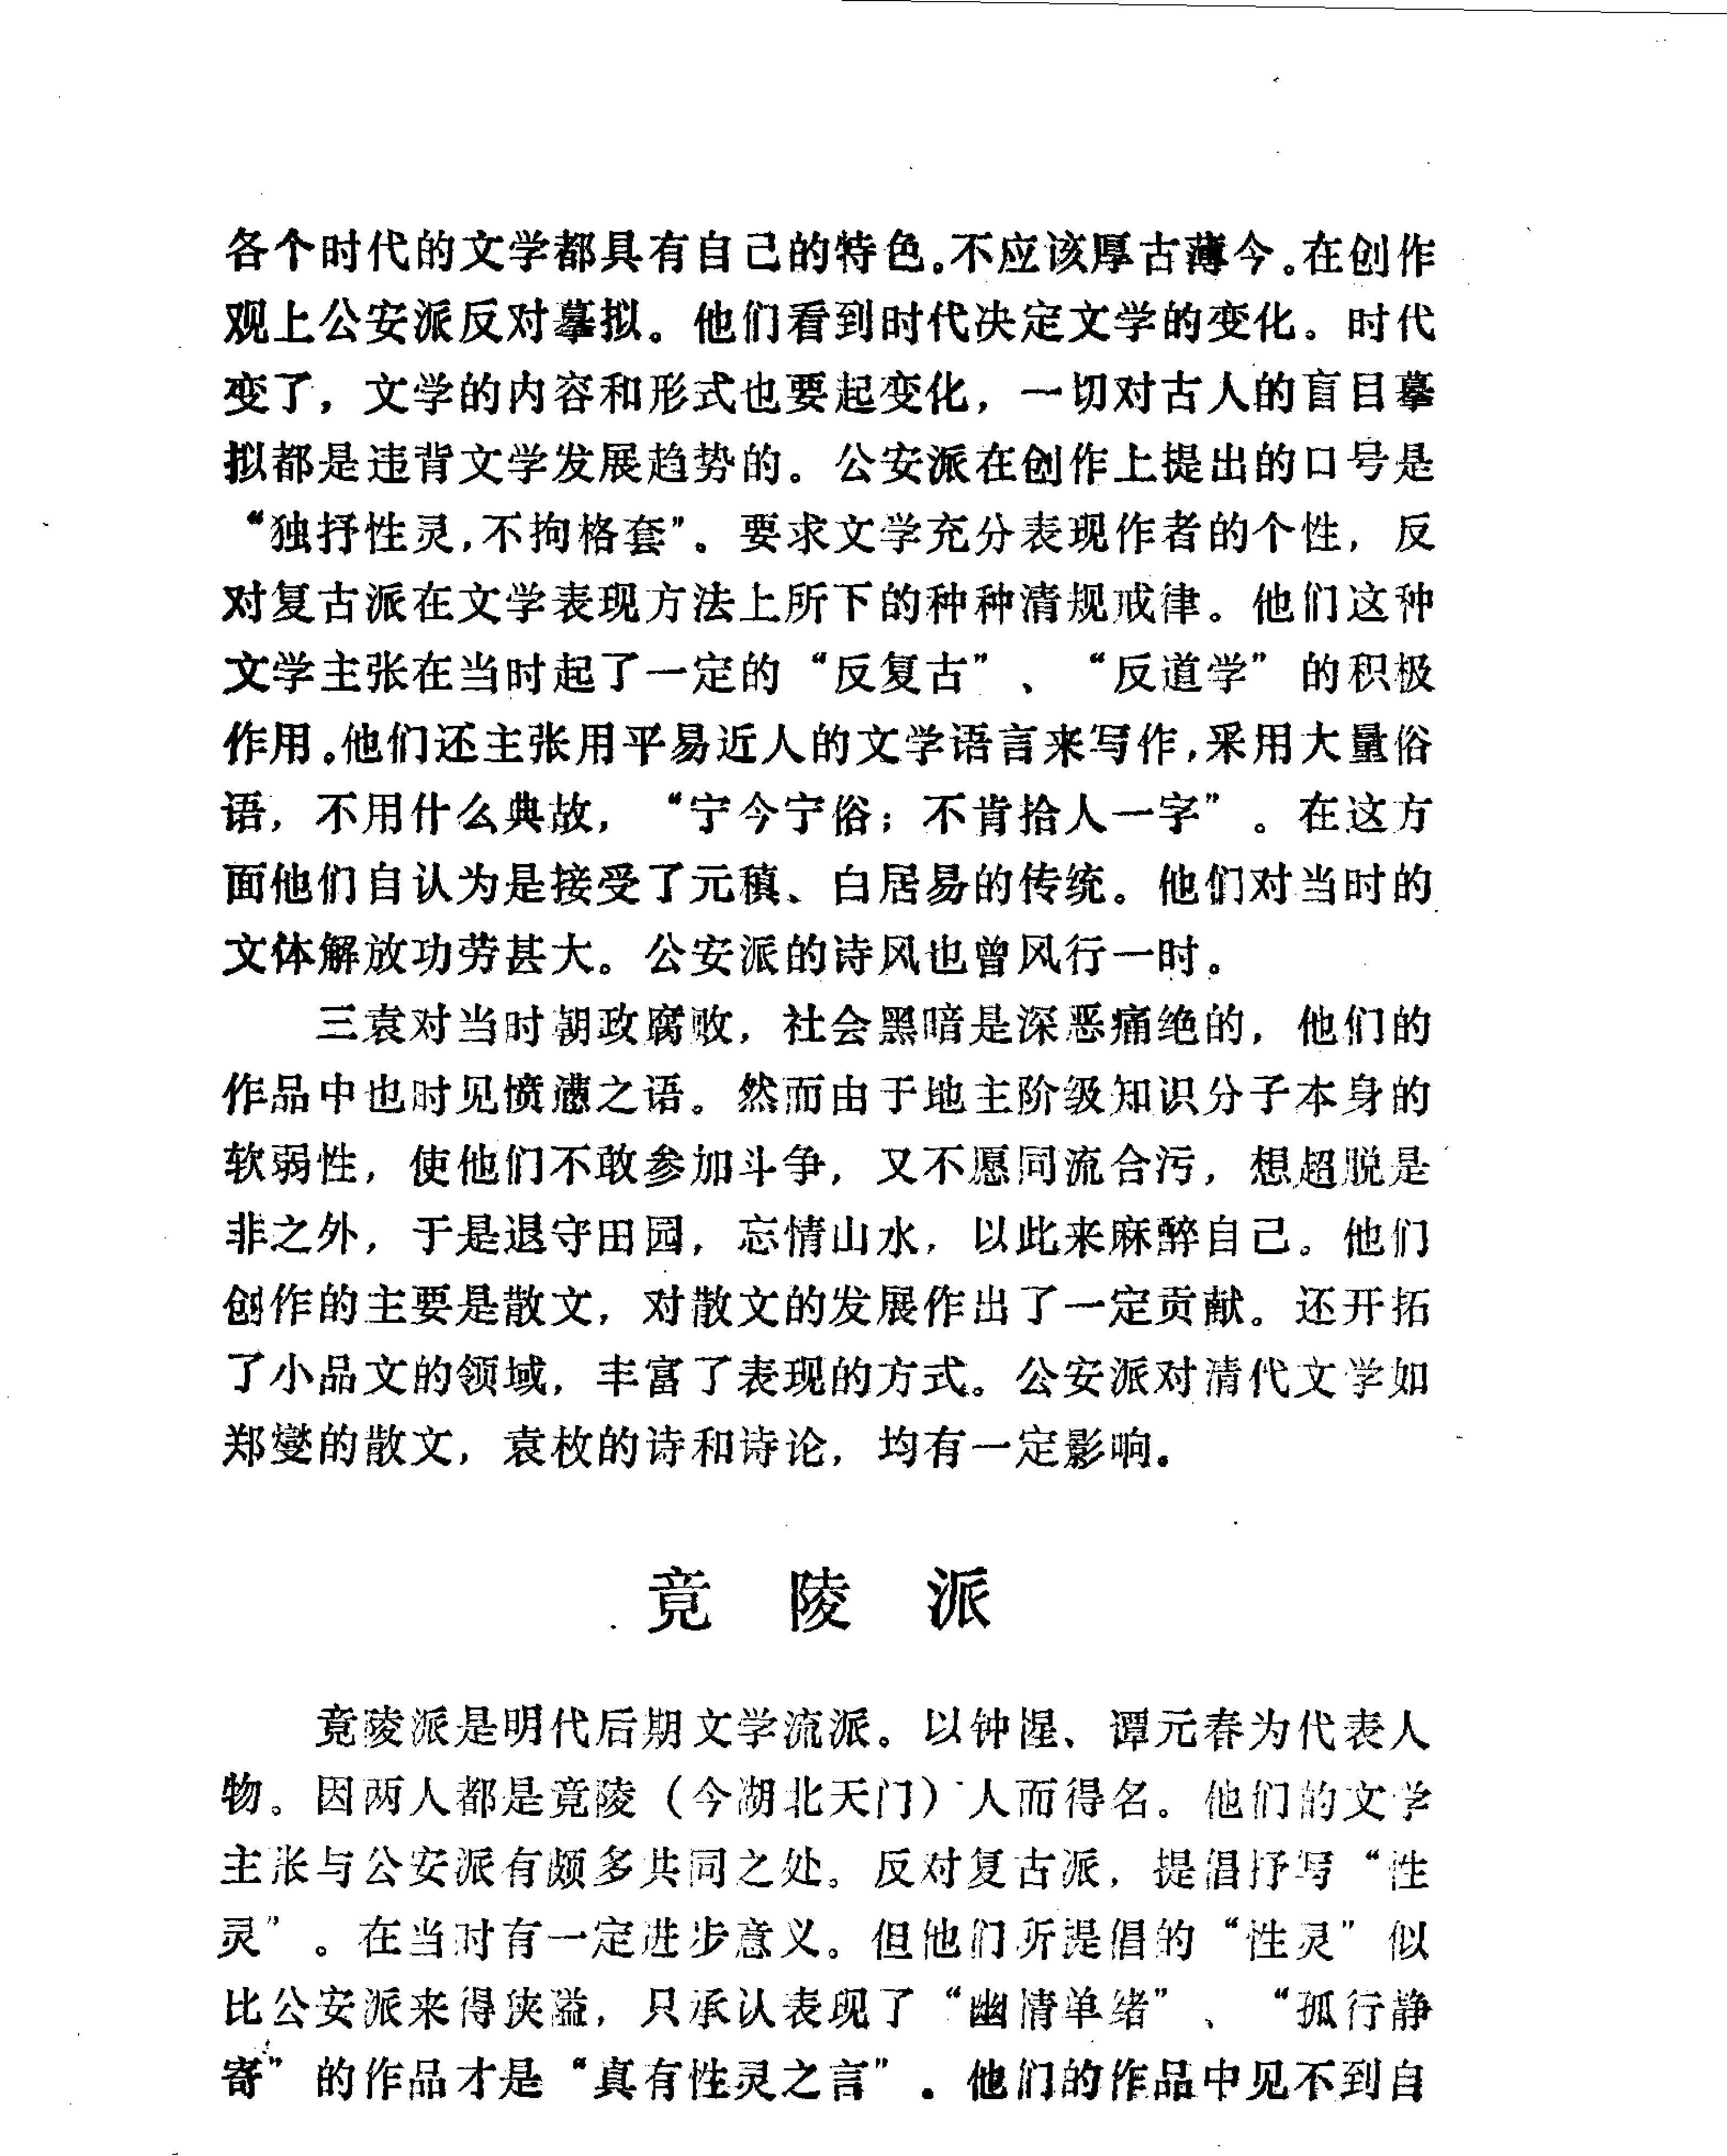 各个时代的文学都具有自己的特色。不应该厚古薄今。在创作
观上公安派反对摹拟。他们看到时代决定文学的变化。时代
变了，文学的内容和形式也要起变化，一切对古人的盲目摹
拟都是违背文学发展趋势的。公安派在创作上提出的口号是
“独抒性灵，不拘格套”。要求文学充分表现作者的个性，反
对复古派在文学表现方法上所下的种种清规戒律。他们这种
文学主张在当时起了一定的“反复古”、“反道学”的积极
作用。他们还主张用平易近人的文学语言来写作，采用大量俗
语，不用什么典故，“宁今宁俗；不肯拾人一字”。在这方
面他们自认为是接受了元稹、白居易的传统。他们对当时的
文体解放功劳甚大。公安派的诗风也曾风行一时。
三袁对当时朝政腐败，社会黑暗是深恶痛绝的，他们的
作品中也时见愤懑之语。然而由于地主阶级知识分子本身的
软弱性，使他们不敢参加斗争，又不愿同流合污，想超脱是
非之外，于是退守田园，忘情山水，以此来麻醉自己。他们
创作的主要是散文，对散文的发展作出了一定贡献。还开拓
了小品文的领域，丰富了表现的方式。公安派对清代文学如
郑燮的散文，袁枚的诗和诗论，均有一定影响。
竟陵派
竟陵派是明代后期文学流派。以钟惺、谭元春为代表人
物。因两人都是竟陵（今湖北天门）人而得名。他们的文学
主张与公安派有颇多共同之处。反对复古派，提倡抒写“性
灵”。在当时有一定进步意义。但他们所提倡的“性灵”似
比公安派来得狭隘，只承认表现了“幽情单绪”、“孤行静
寄”的作品才是“真有性灵之言”．他们的作品中见不到自